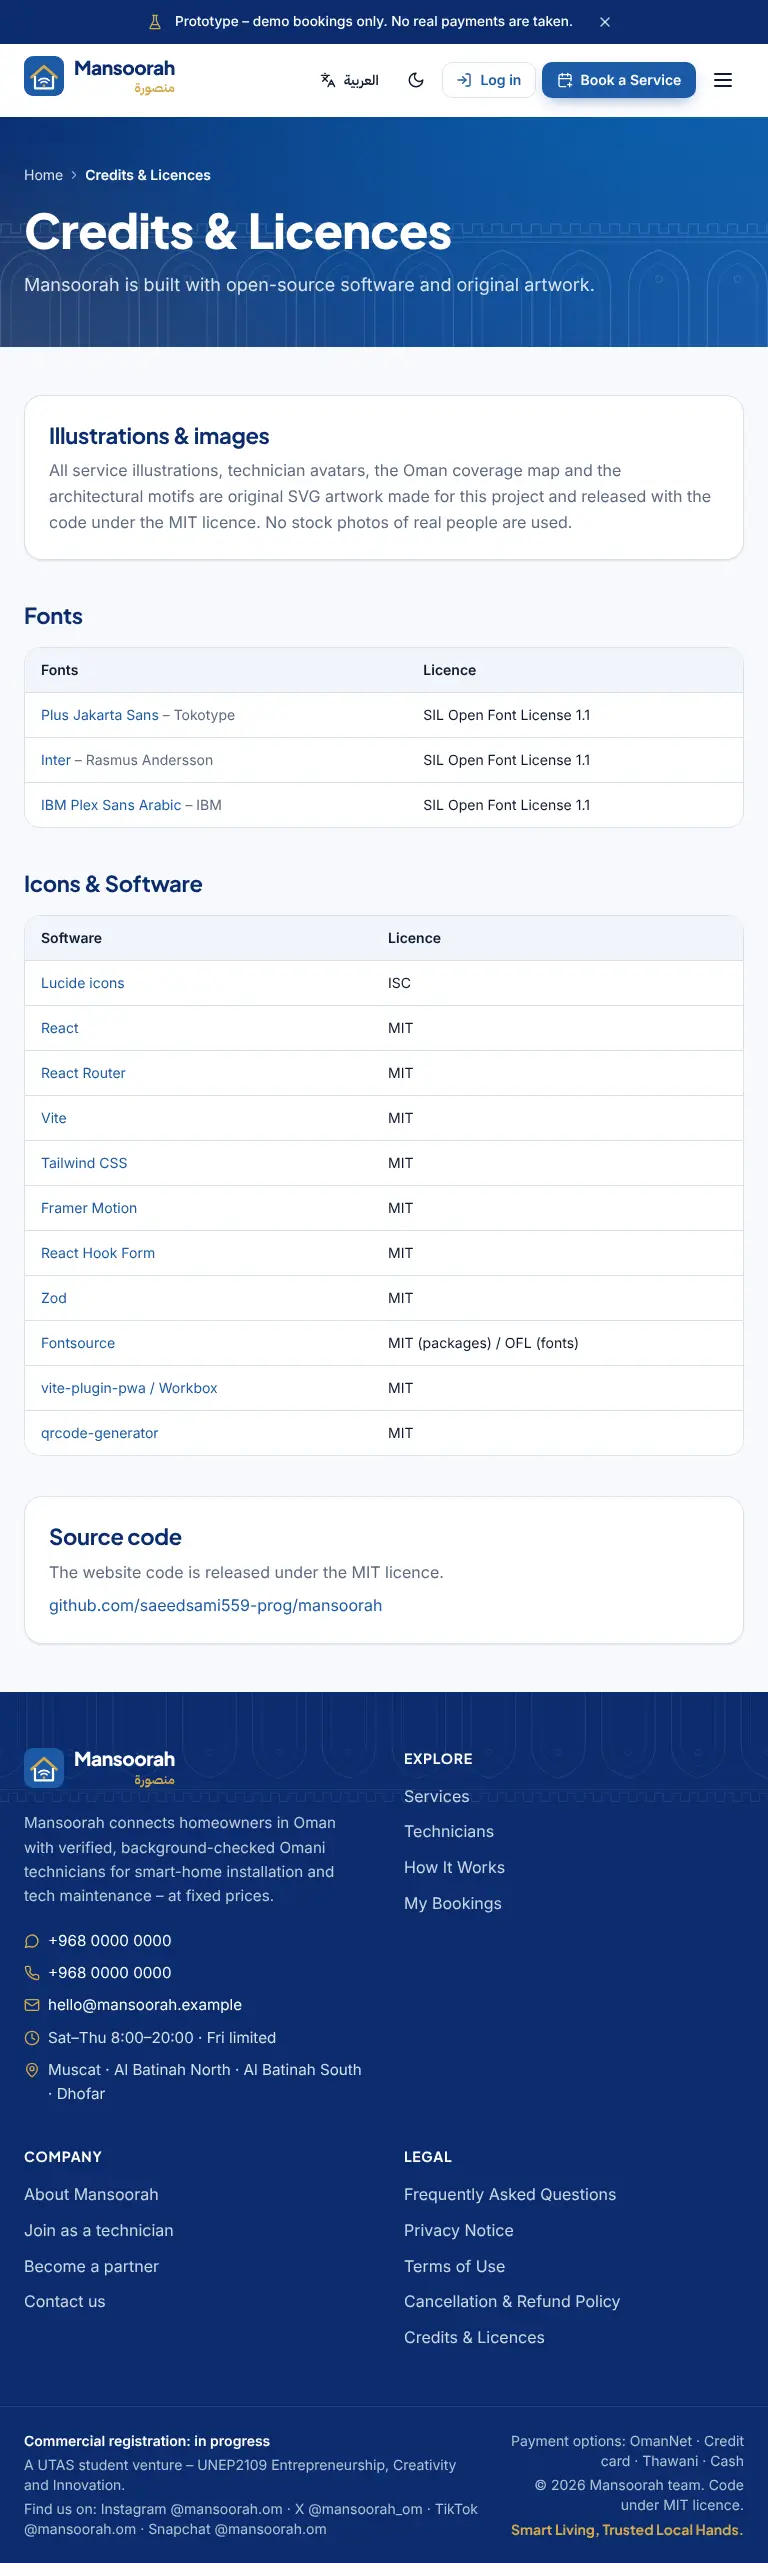 Prototype – demo bookings only. No real payments are taken.
Mansoorah
منصورة
العربية
Log in
Book a Service
Home › Credits & Licences
Credits & Licences
Mansoorah is built with open-source software and original artwork.
Illustrations & images
All service illustrations, technician avatars, the Oman coverage map and the
architectural motifs are original SVG artwork made for this project and released with the
code under the MIT licence. No stock photos of real people are used.
Fonts
Fonts Licence
Plus Jakarta Sans – Tokotype SIL Open Font License 1.1
Inter – Rasmus Andersson SIL Open Font License 1.1
IBM Plex Sans Arabic – IBM SIL Open Font License 1.1
Icons & Software
Software Licence
Lucide icons ISC
React MIT
React Router MIT
Vite MIT
Tailwind CSS MIT
Framer Motion MIT
React Hook Form MIT
Zod MIT
Fontsource MIT (packages) / OFL (fonts)
vite-plugin-pwa / Workbox MIT
qrcode-generator MIT
Source code
The website code is released under the MIT licence.
github.com/saeedsami559-prog/mansoorah
Mansoorah
منصورة
Mansoorah connects homeowners in Oman
with verified, background-checked Omani
technicians for smart-home installation and
tech maintenance – at fixed prices.
+968 0000 0000
+968 0000 0000
hello@mansoorah.example
Sat–Thu 8:00–20:00 · Fri limited
Muscat · Al Batinah North · Al Batinah South
· Dhofar
EXPLORE
Services
Technicians
How It Works
My Bookings
COMPANY
About Mansoorah
Join as a technician
Become a partner
Contact us
LEGAL
Frequently Asked Questions
Privacy Notice
Terms of Use
Cancellation & Refund Policy
Credits & Licences
Commercial registration: in progress
A UTAS student venture – UNEP2109 Entrepreneurship, Creativity
and Innovation.
Find us on: Instagram @mansoorah.om · X @mansoorah_om · TikTok
@mansoorah.om · Snapchat @mansoorah.om
Payment options: OmanNet · Credit
card · Thawani · Cash
© 2026 Mansoorah team. Code
under MIT licence.
Smart Living, Trusted Local Hands.